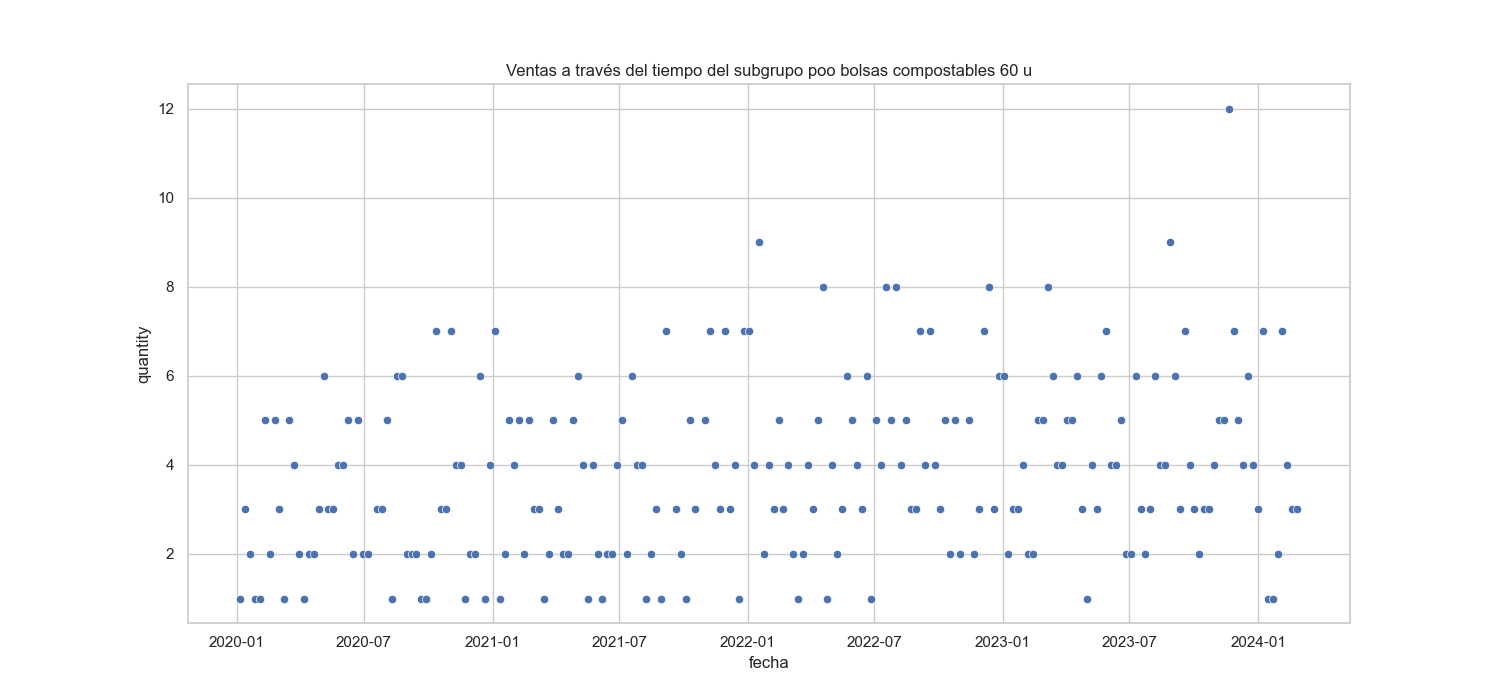 Ventas a través del tiempo del subgrupo poo bolsas compostables 60 u
12
10
8
6
4
2
quantity
2020-01 2020-07 2021-01 2021-07 2022-01 2022-07 2023-01 2023-07 2024-01
fecha